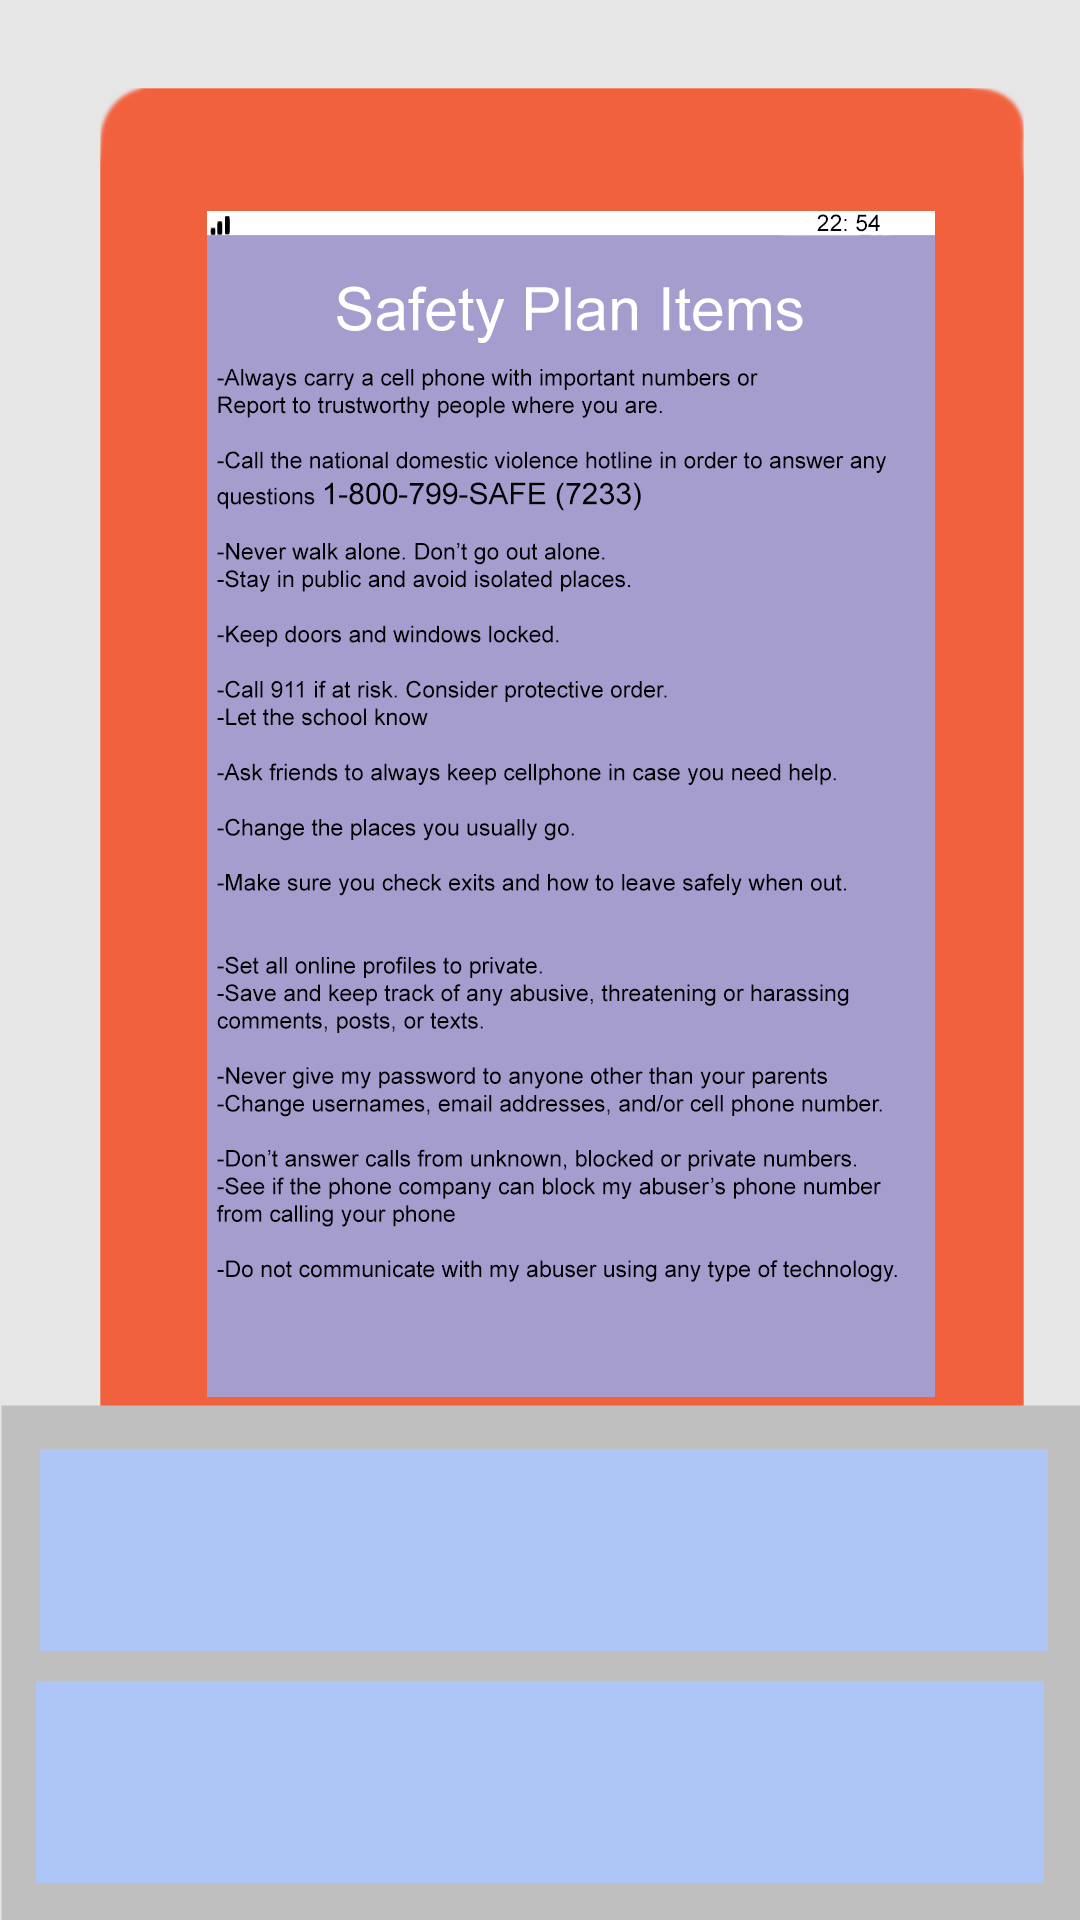 22: 54
Safety Plan Items
-Always carry a cell phone with important numbers or
Report to trustworthy people where you are.
-Call the national domestic violence hotline in order to answer any
questions 1-800-799-SAFE (7233)
-Never walk alone. Don’t go out alone.
-Stay in public and avoid isolated places.
-Keep doors and windows locked.
-Call 911 if at risk. Consider protective order.
-Let the school know
-Ask friends to always keep cellphone in case you need help.
-Change the places you usually go.
-Make sure you check exits and how to leave safely when out.
-Set all online profiles to private.
-Save and keep track of any abusive, threatening or harassing
comments, posts, or texts.
-Never give my password to anyone other than your parents
-Change usernames, email addresses, and/or cell phone number.
-Don’t answer calls from unknown, blocked or private numbers.
-See if the phone company can block my abuser’s phone number
from calling your phone
-Do not communicate with my abuser using any type of technology.